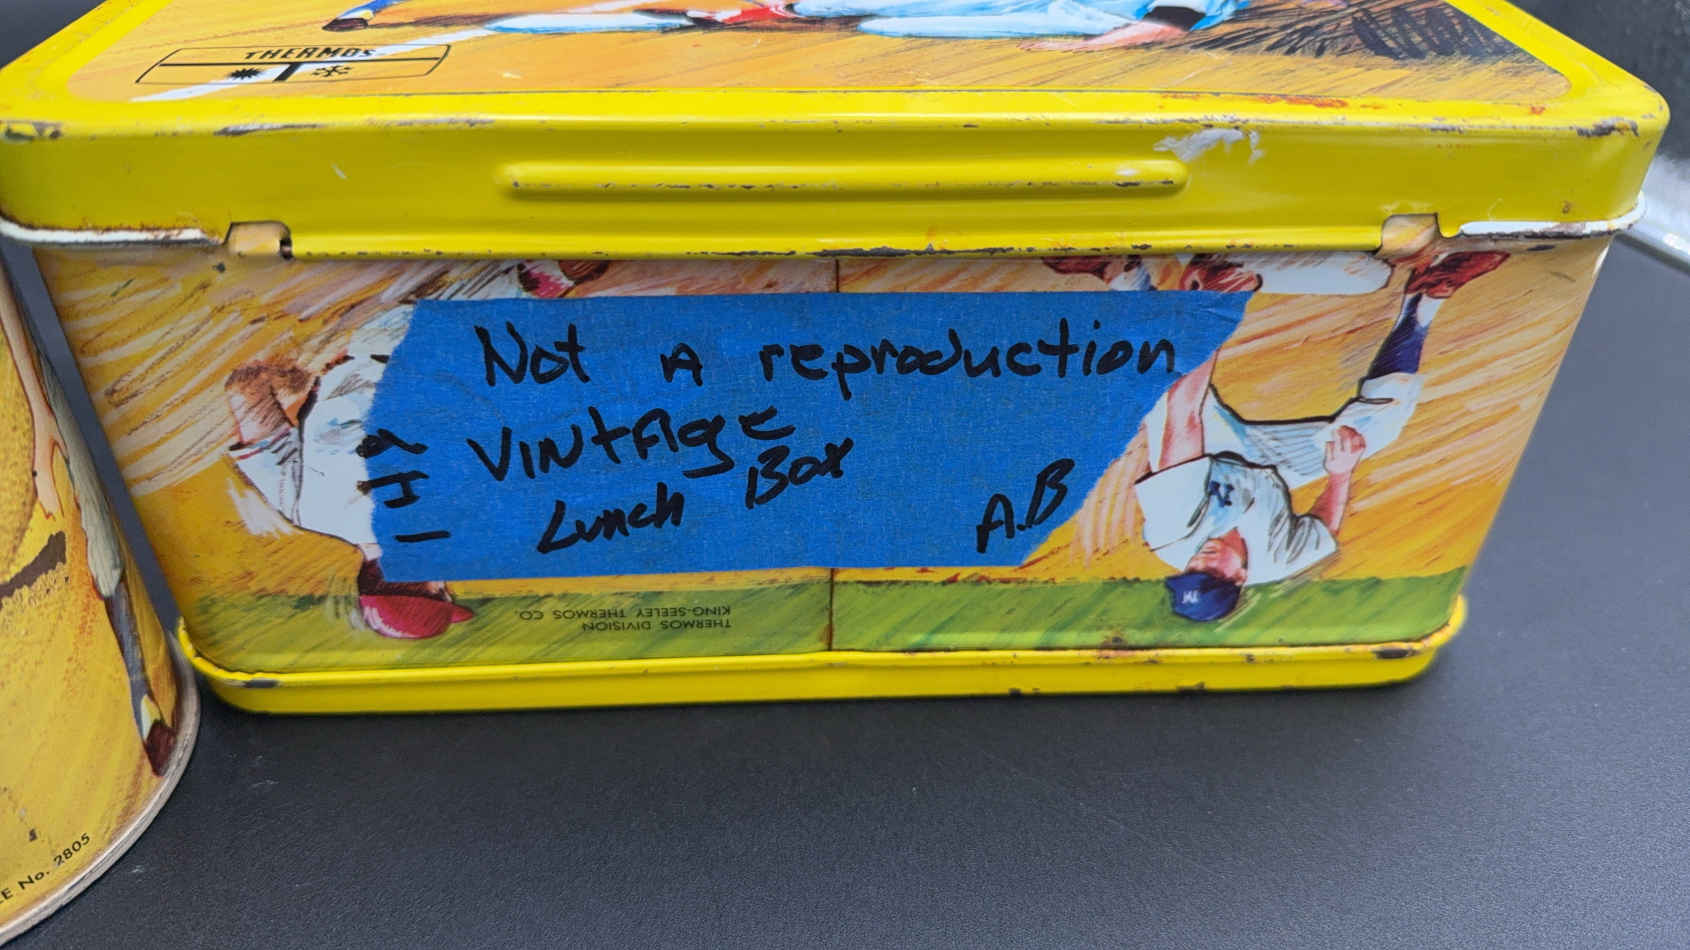 THERMOS
Not A reproduction
VINtAge
Lunch Box
A.B
THERMOS DIVISION
KING-SEELEY THERMOS CO.
No. 2805